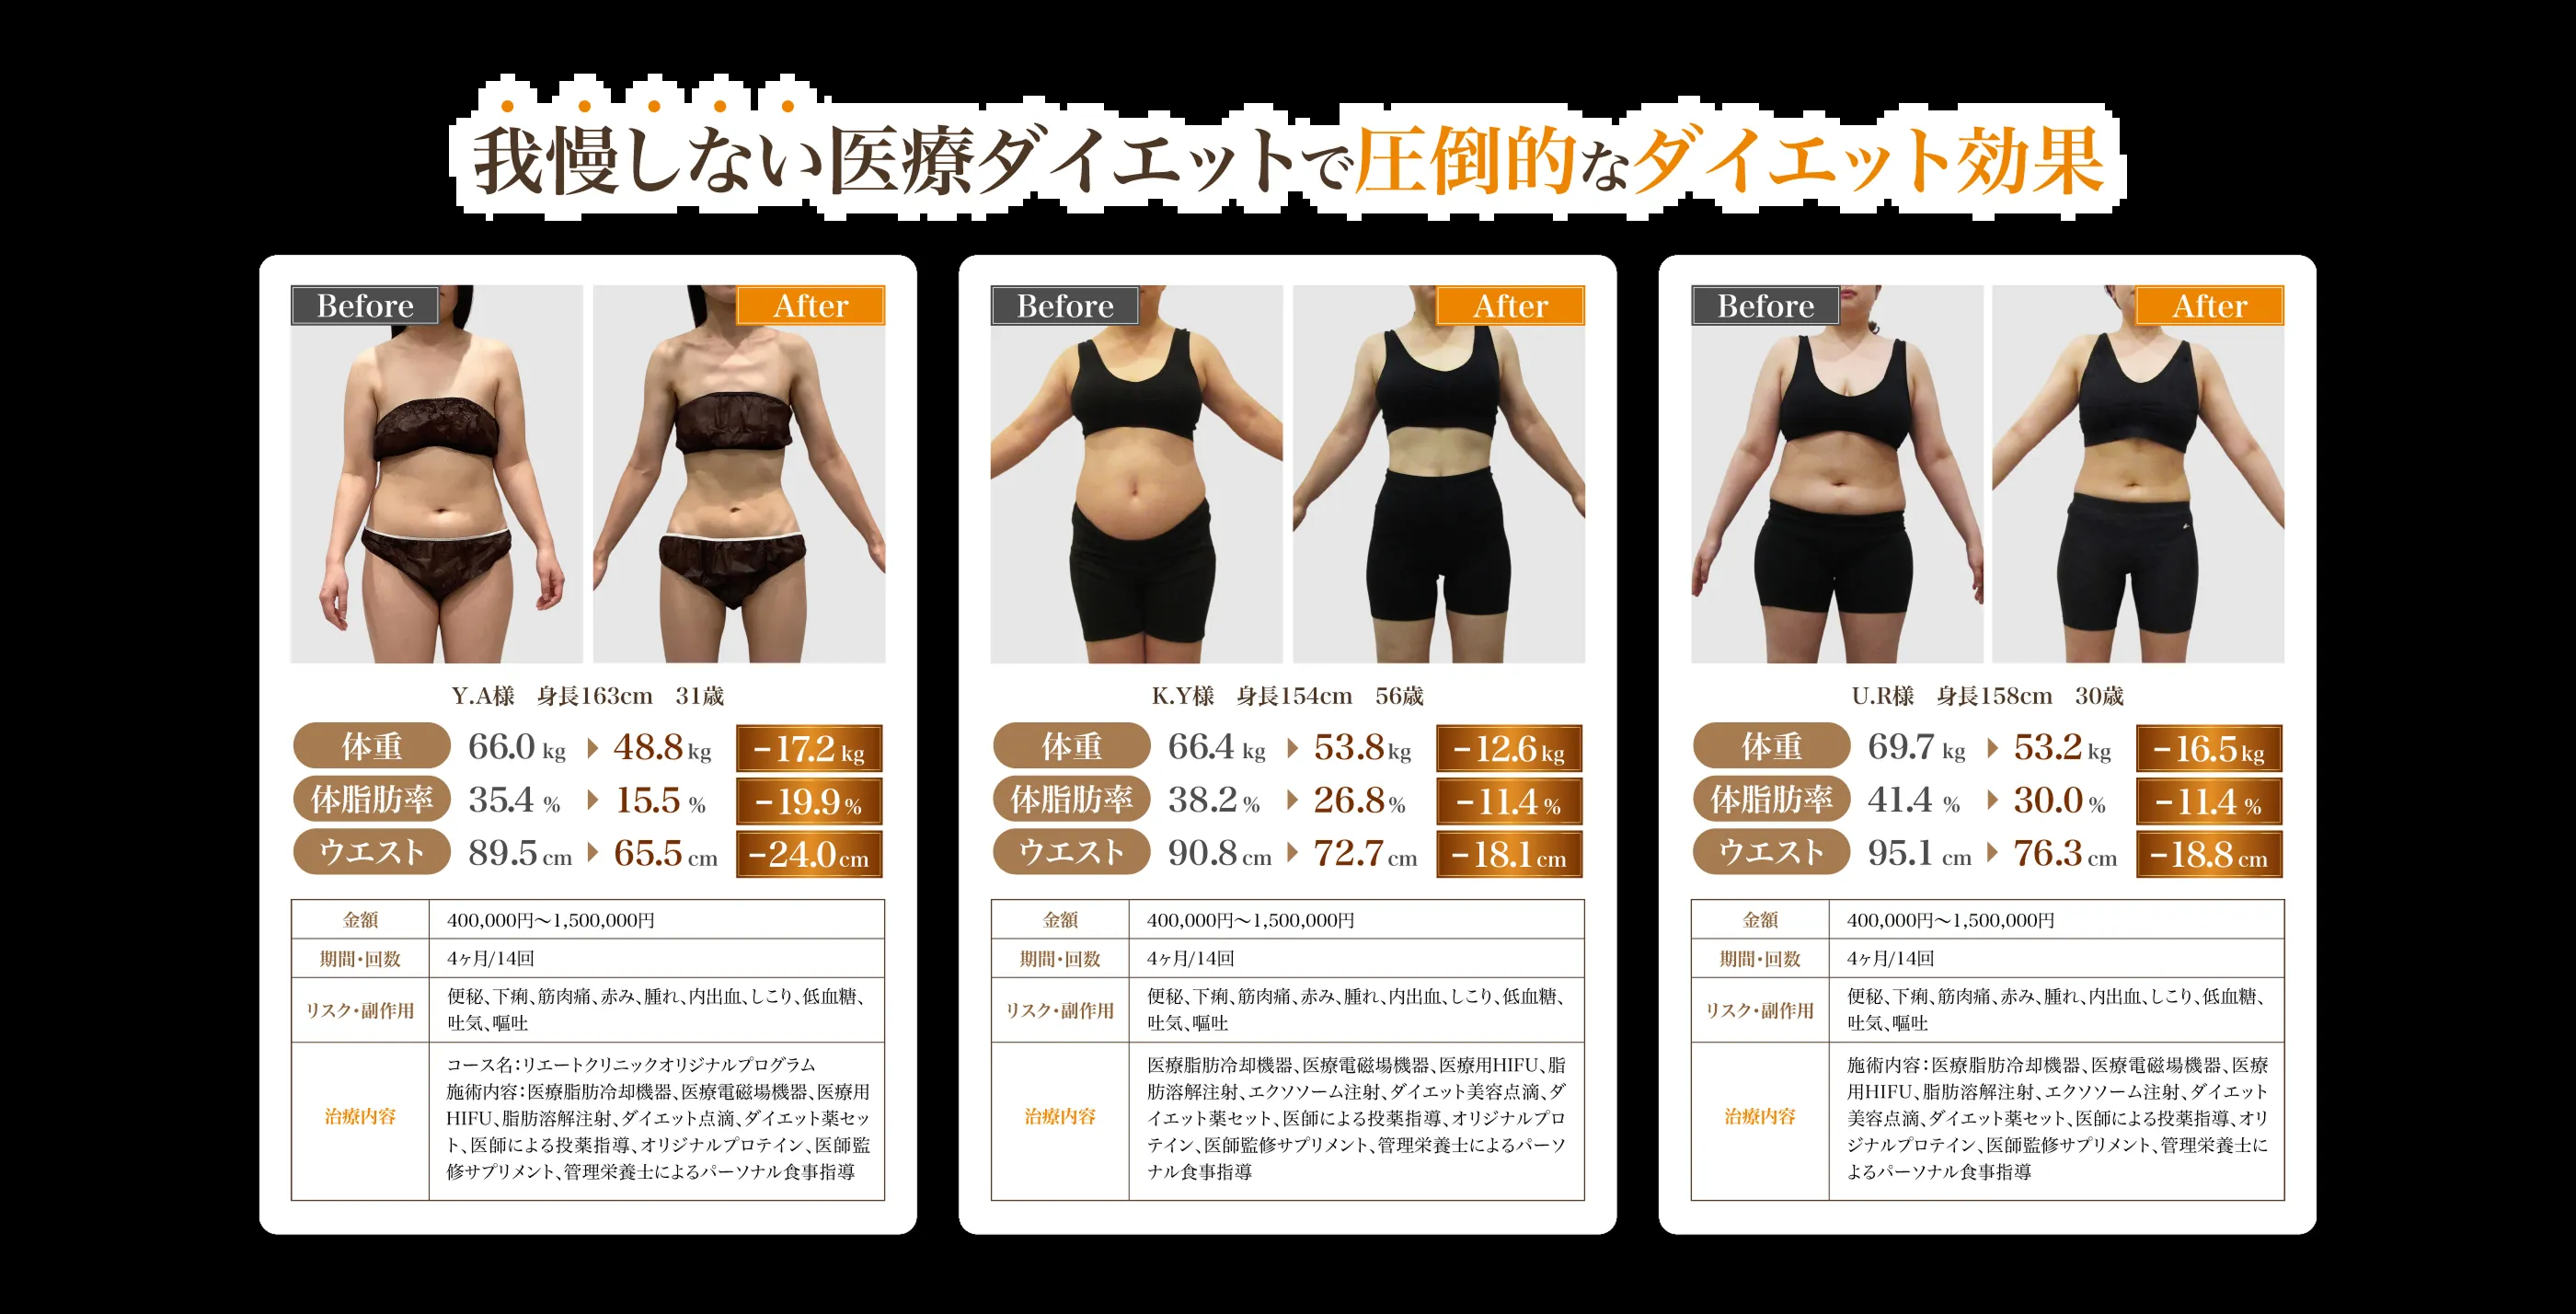 我慢しない医療ダイエットで圧倒的なダイエット効果
Before
After
Y.A様 身長163cm 31歳
体重 66.0 kg 48.8 kg −17.2 kg
体脂肪率 35.4 % 15.5 % −19.9 %
ウエスト 89.5 cm 65.5 cm −24.0 cm
金額 400,000円〜1,500,000円
期間・回数 4ヶ月/14回
リスク・副作用
便秘、下痢、筋肉痛、赤み、腫れ、内出血、しこり、低血糖、
吐気、嘔吐
治療内容
コース名：リエートクリニックオリジナルプログラム
施術内容：医療脂肪冷却機器、医療電磁場機器、医療用
HIFU、脂肪溶解注射、ダイエット点滴、ダイエット薬セッ
ト、医師による投薬指導、オリジナルプロテイン、医師監
修サプリメント、管理栄養士によるパーソナル食事指導
Before
After
K.Y様 身長154cm 56歳
体重 66.4 kg 53.8 kg −12.6 kg
体脂肪率 38.2 % 26.8 % −11.4 %
ウエスト 90.8 cm 72.7 cm −18.1 cm
金額 400,000円〜1,500,000円
期間・回数 4ヶ月/14回
リスク・副作用
便秘、下痢、筋肉痛、赤み、腫れ、内出血、しこり、低血糖、
吐気、嘔吐
治療内容
医療脂肪冷却機器、医療電磁場機器、医療用HIFU、脂
肪溶解注射、エクソソーム注射、ダイエット美容点滴、ダ
イエット薬セット、医師による投薬指導、オリジナルプロ
テイン、医師監修サプリメント、管理栄養士によるパーソ
ナル食事指導
Before
After
U.R様 身長158cm 30歳
体重 69.7 kg 53.2 kg −16.5 kg
体脂肪率 41.4 % 30.0 % −11.4 %
ウエスト 95.1 cm 76.3 cm −18.8 cm
金額 400,000円〜1,500,000円
期間・回数 4ヶ月/14回
リスク・副作用
便秘、下痢、筋肉痛、赤み、腫れ、内出血、しこり、低血糖、
吐気、嘔吐
治療内容
施術内容：医療脂肪冷却機器、医療電磁場機器、医療
用HIFU、脂肪溶解注射、エクソソーム注射、ダイエット
美容点滴、ダイエット薬セット、医師による投薬指導、オリ
ジナルプロテイン、医師監修サプリメント、管理栄養士に
よるパーソナル食事指導